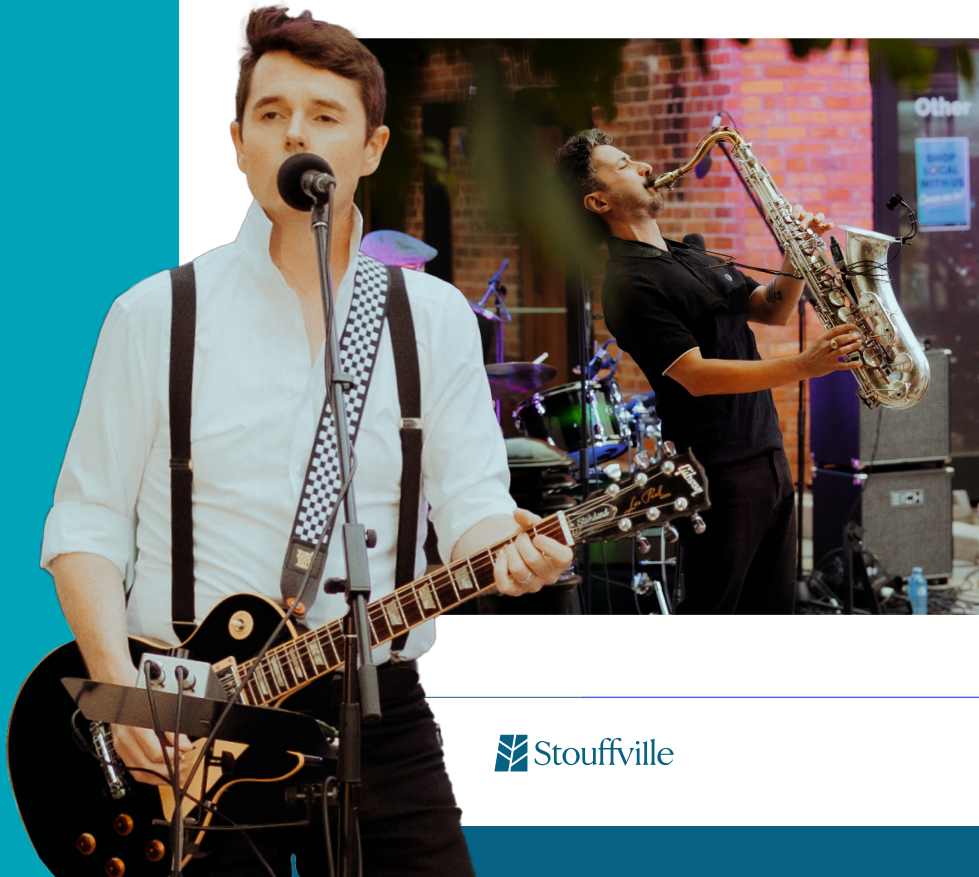 Other
SHOP
LOCAL
WITH US
Gibson
Les Paul
Standard
Stouffville